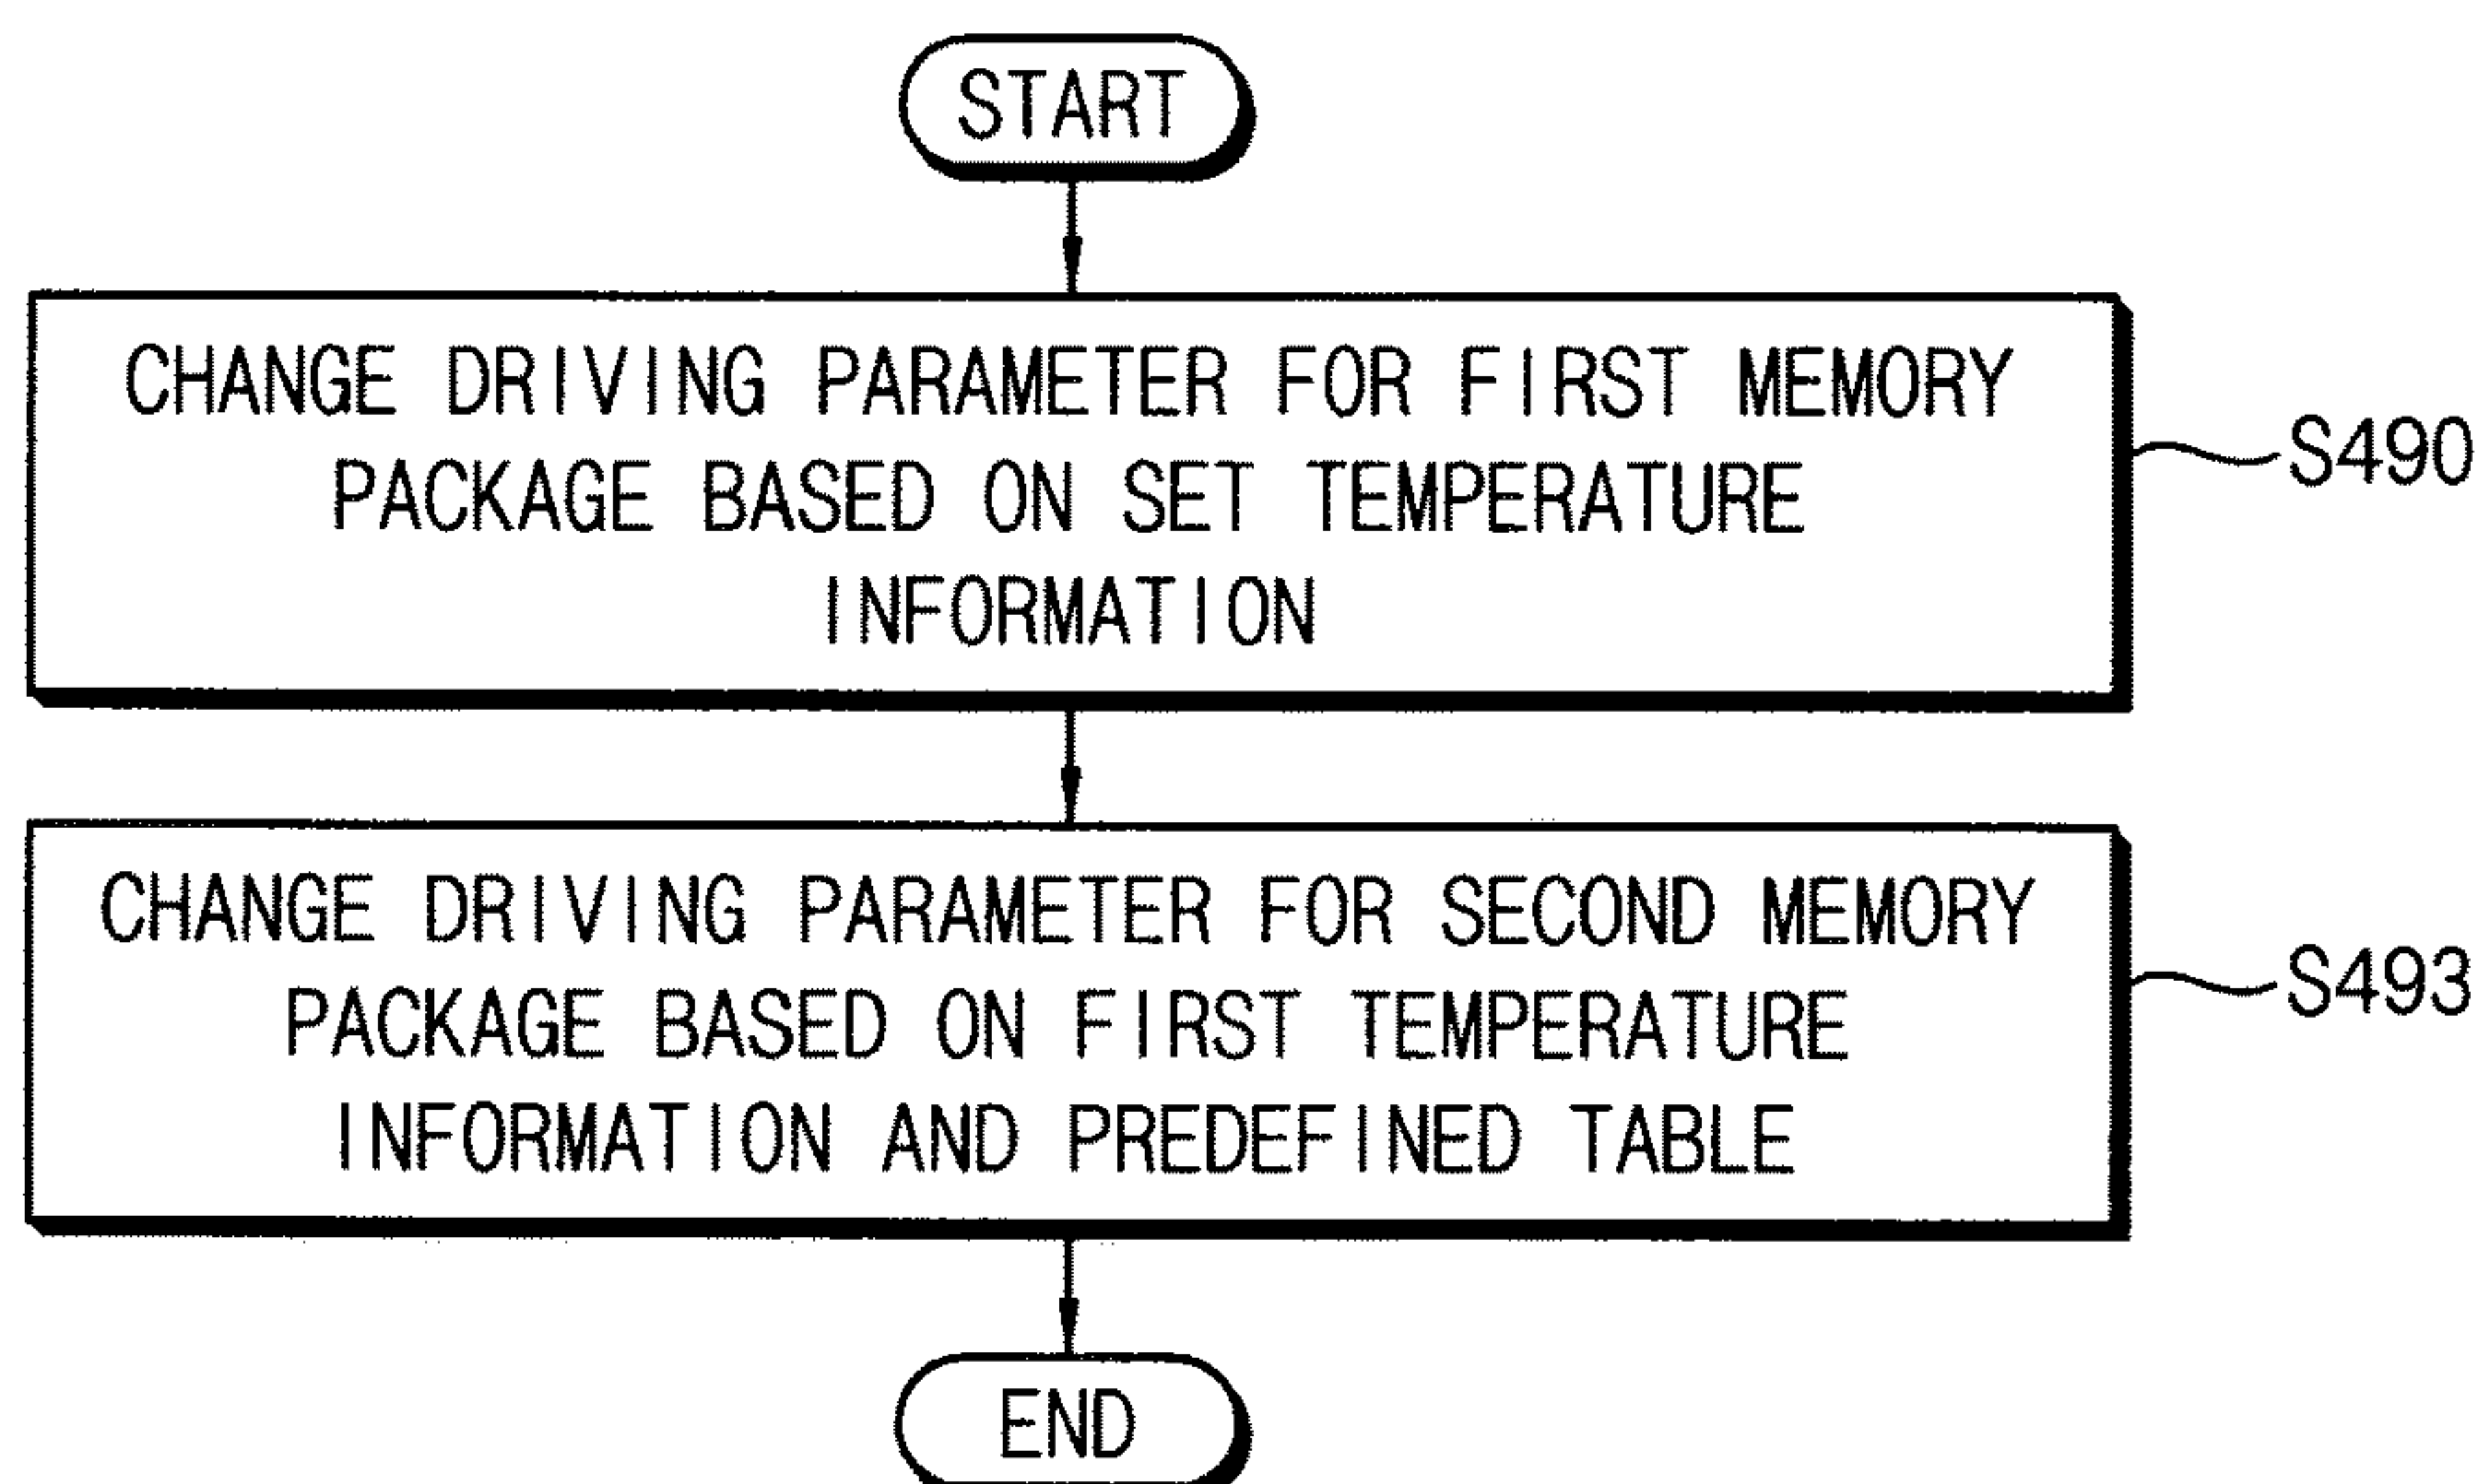 START
CHANGE DRIVING PARAMETER FOR FIRST MEMORY
PACKAGE BASED ON SET TEMPERATURE
INFORMATION
S490
CHANGE DRIVING PARAMETER FOR SECOND MEMORY
PACKAGE BASED ON FIRST TEMPERATURE
INFORMATION AND PREDEFINED TABLE
S493
END